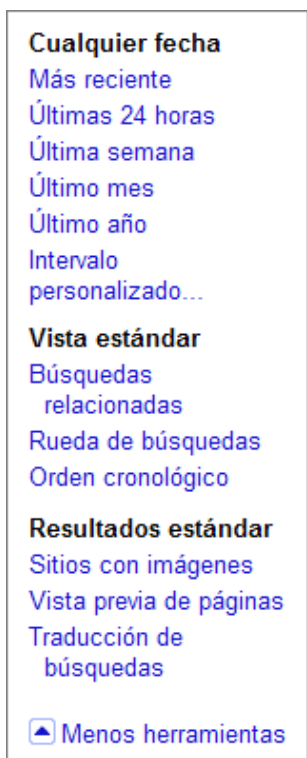 Cualquier fecha
Más reciente
Últimas 24 horas
Última semana
Último mes
Último año
Intervalo
personalizado...
Vista estándar
Búsquedas
relacionadas
Rueda de búsquedas
Orden cronológico
Resultados estándar
Sitios con imágenes
Vista previa de páginas
Traducción de
búsquedas
Menos herramientas